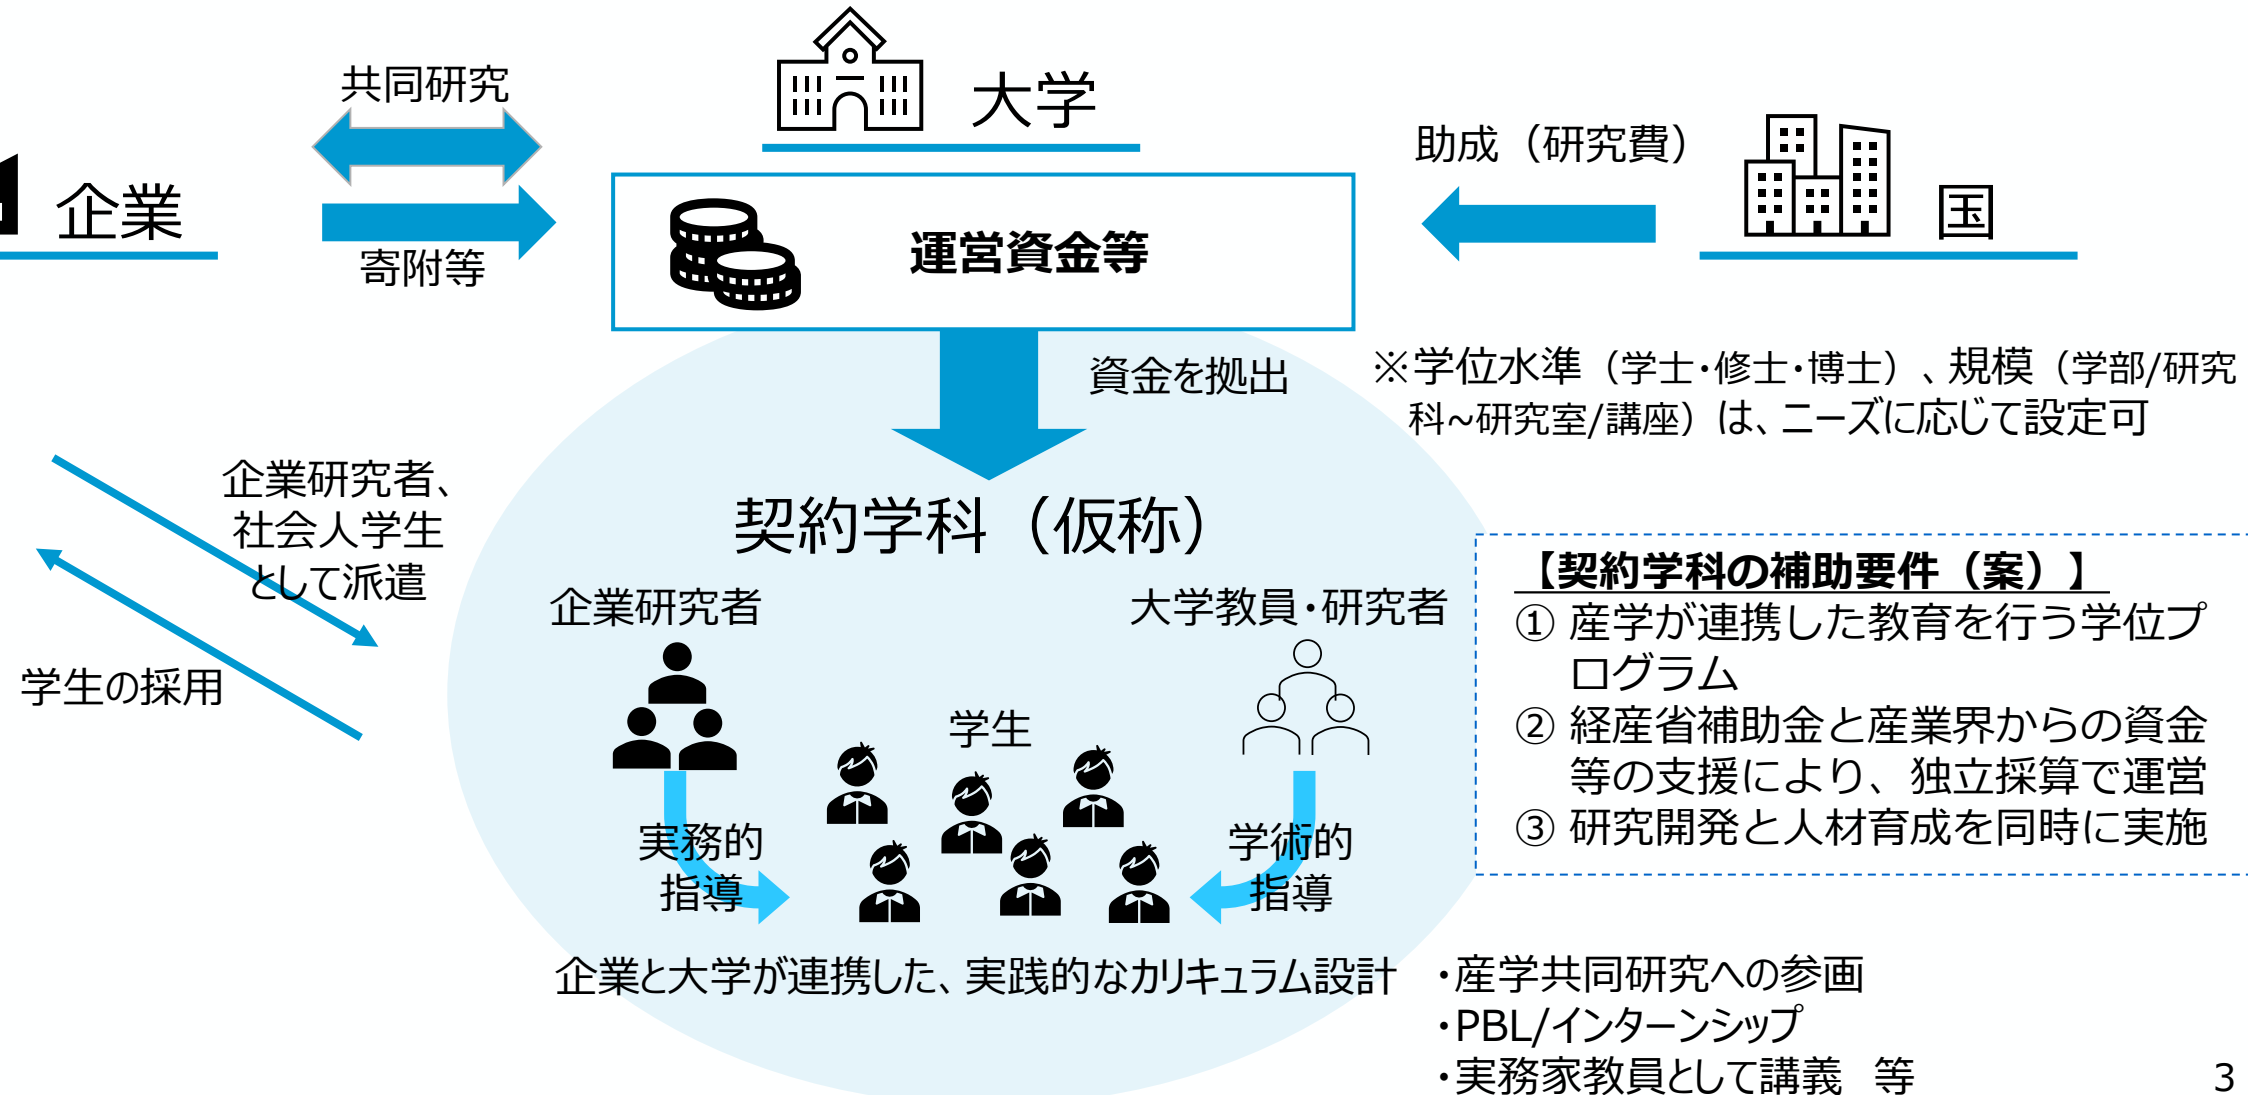 共同研究
大学
助成（研究費）
企業
国
運営資金等
寄附等
資金を拠出
※学位水準（学士・修士・博士）、規模（学部/研究
科~研究室/講座）は、ニーズに応じて設定可
企業研究者、
社会人学生
として派遣
学生の採用
契約学科（仮称）
企業研究者
大学教員・研究者
学生
実務的
指導
学術的
指導
企業と大学が連携した、実践的なカリキュラム設計
【契約学科の補助要件（案）】
① 産学が連携した教育を行う学位プ
ログラム
② 経産省補助金と産業界からの資金
等の支援により、独立採算で運営
③ 研究開発と人材育成を同時に実施
・産学共同研究への参画
・PBL/インターンシップ
・実務家教員として講義　等
3